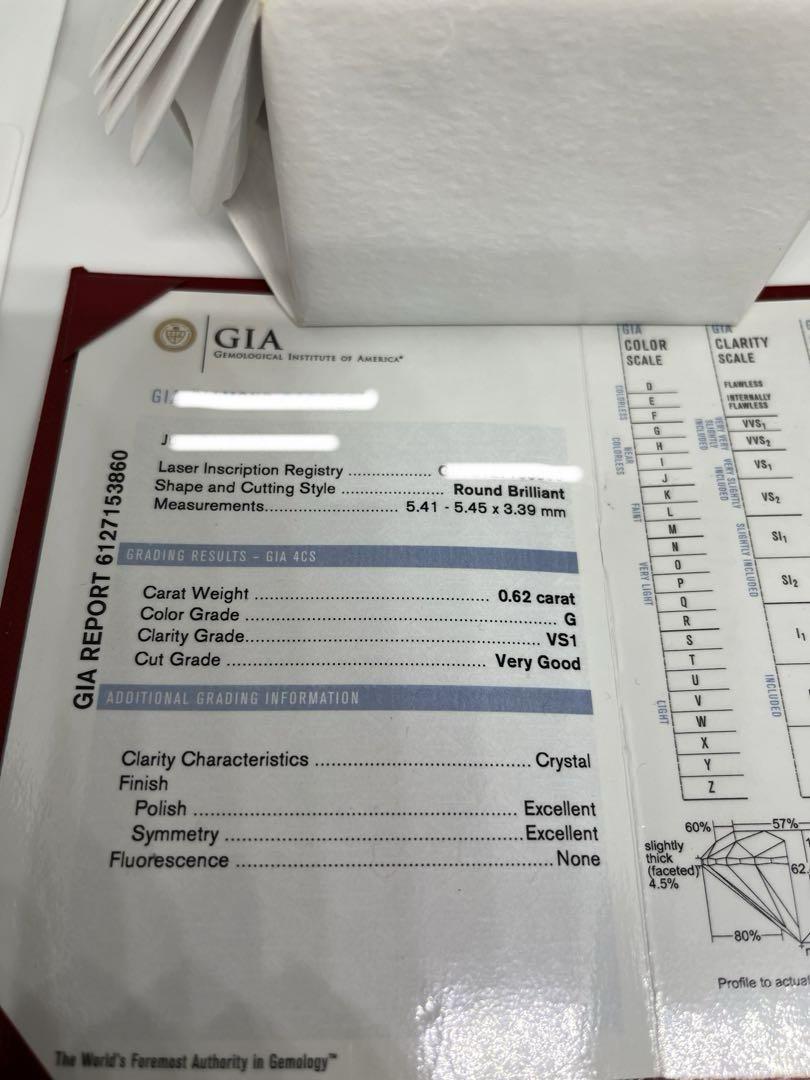 GIA
GEMOLOGICAL INSTITUTE OF AMERICA®
GI
J
Laser Inscription Registry ....................
Shape and Cutting Style ........................ Round Brilliant
Measurements.............................. 5.41 - 5.45 x 3.39 mm
GRADING RESULTS – GIA 4CS
Carat Weight ................................................ 0.62 carat
Color Grade ............................................................... G
Clarity Grade........................................................... VS1
Cut Grade .................................................... Very Good
ADDITIONAL GRADING INFORMATION
Clarity Characteristics ....................................... Crystal
Finish
Polish ........................................................... Excellent
Symmetry ..................................................... Excellent
Fluorescence ....................................................... None
The World's Foremost Authority in Gemology™
GIA REPORT 6127153860
GIA
COLOR
SCALE
COLORLESS
D
E
F
NEAR
COLORLESS
G
H
I
J
FAINT
K
L
M
VERY LIGHT
N
O
P
Q
R
LIGHT
S
T
U
V
W
X
Y
Z
GIA
CLARITY
SCALE
FLAWLESS
INTERNALLY
FLAWLESS
VERY VERY
SLIGHTLY
INCLUDED
VVS₁
VVS₂
VERY SLIGHTLY
INCLUDED
VS₁
VS₂
SLIGHTLY INCLUDED
SI₁
SI₂
INCLUDED
I₁
60%
57%
slightly
thick
(faceted)
4.5%
62.
80%
Profile to actual